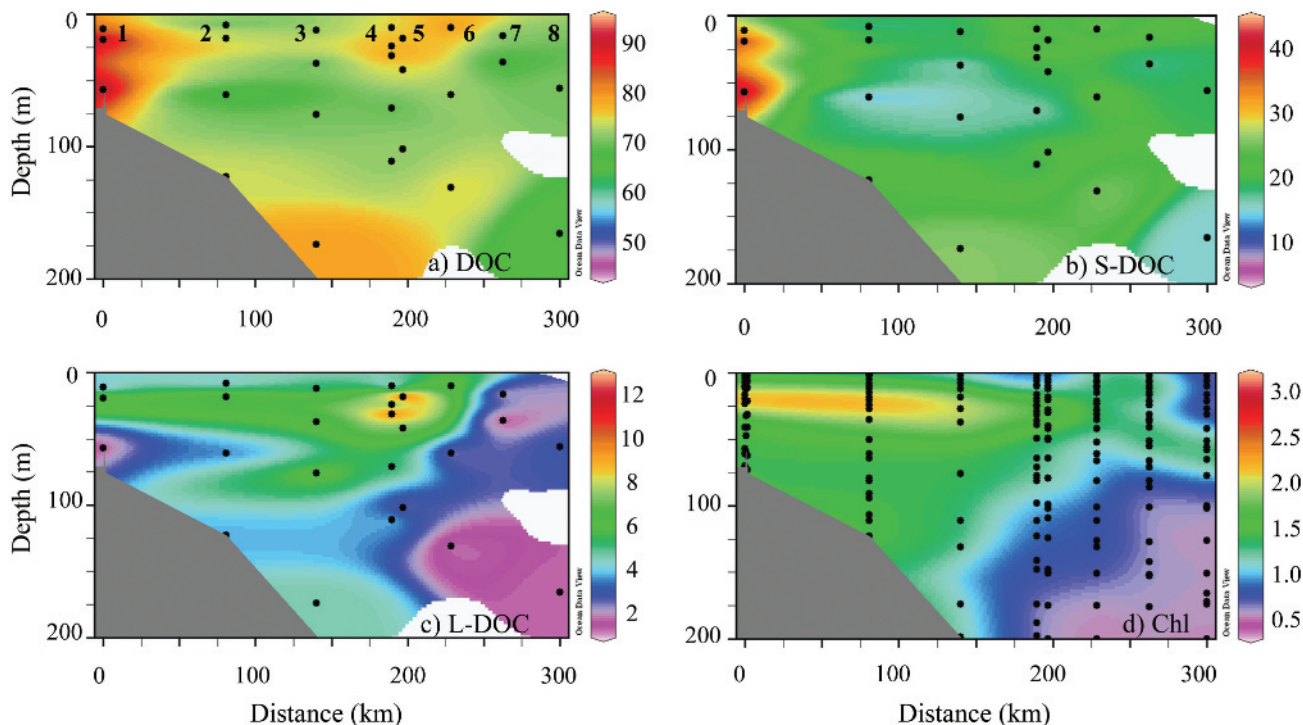 0
100
200
Depth (m)
1 2 3 4 5 6 7 8
a) DOC
0 100 200 300
90
80
70
60
50
Ocean Data View
0
100
200
b) S-DOC
0 100 200 300
40
30
20
10
Ocean Data View
0
100
200
Depth (m)
c) L-DOC
0 100 200 300
Distance (km)
12
10
8
6
4
2
Ocean Data View
0
100
200
d) Chl
0 100 200 300
Distance (km)
3.0
2.5
2.0
1.5
1.0
0.5
Ocean Data View